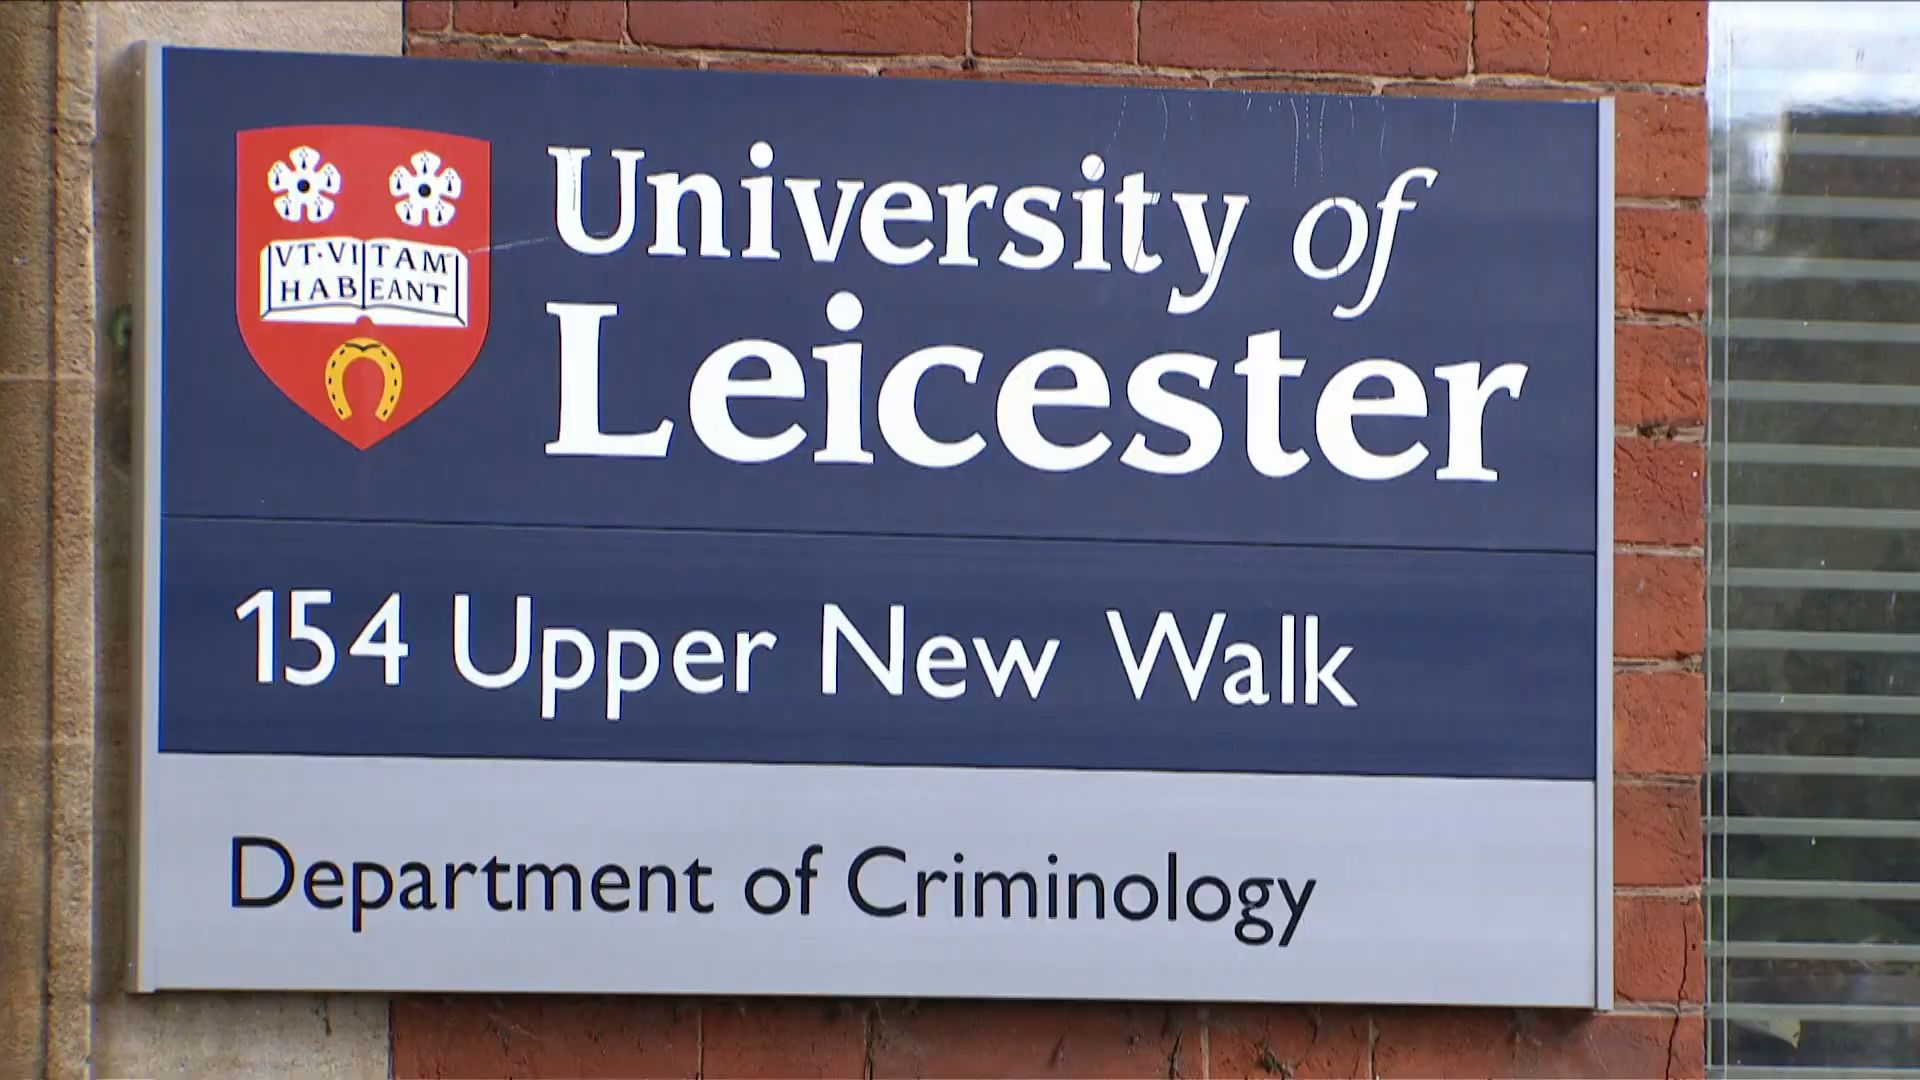 VT·VITAM
HABEANT
University of
Leicester
154 Upper New Walk
Department of Criminology